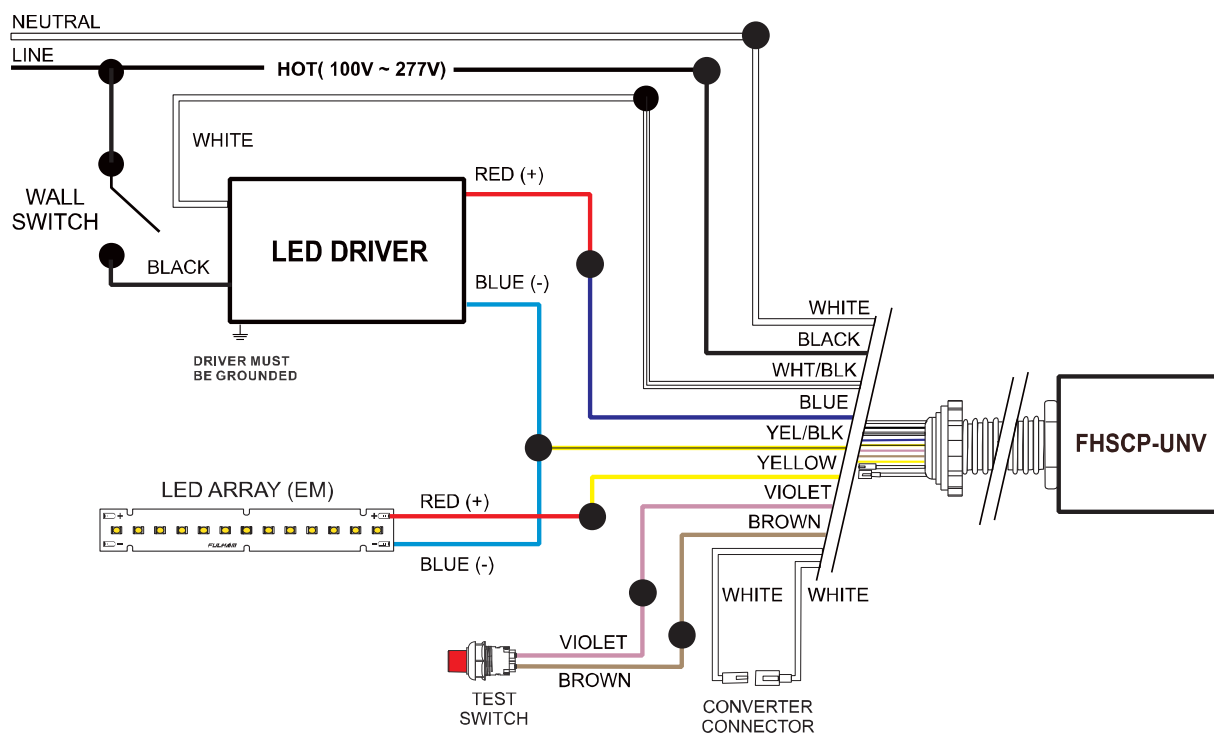 NEUTRAL
LINE
HOT( 100V ~ 277V)
WHITE
RED (+)
WALL
SWITCH
LED DRIVER
BLACK
BLUE (-)
DRIVER MUST
BE GROUNDED
WHITE
BLACK
WHT/BLK
BLUE
YEL/BLK
YELLOW
VIOLET
BROWN
FHSCP-UNV
LED ARRAY (EM)
RED (+)
+
+
-
-
FULHAM
BLUE (-)
WHITE
WHITE
VIOLET
BROWN
TEST
SWITCH
CONVERTER
CONNECTOR